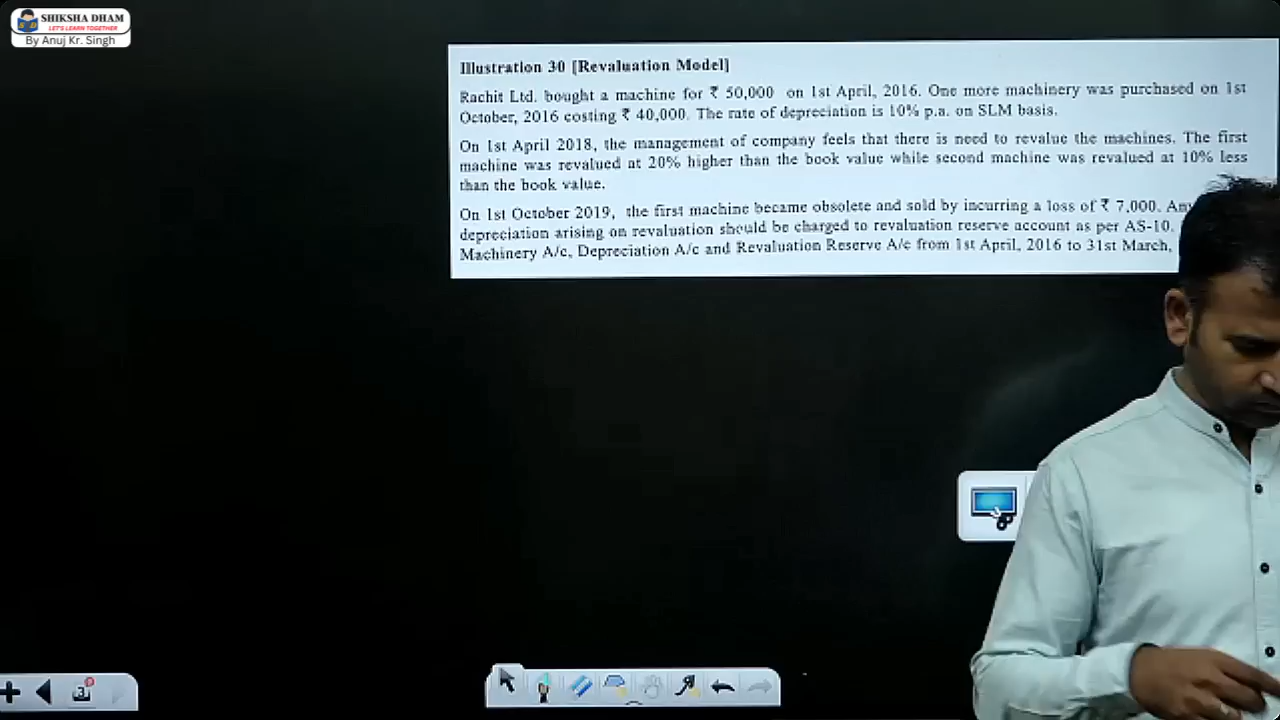 SHIKSHA DHAM
LET'S LEARN TOGETHER
By Anuj Kr. Singh
Illustration 30 [Revaluation Model]
Rachit Ltd. bought a machine for ₹ 50,000 on 1st April, 2016. One more machinery was purchased on 1st
October, 2016 costing ₹ 40,000. The rate of depreciation is 10% p.a. on SLM basis.
On 1st April 2018, the management of company feels that there is need to revalue the machines. The first
machine was revalued at 20% higher than the book value while second machine was revalued at 10% less
than the book value.
On 1st October 2019, the first machine became obsolete and sold by incurring a loss of ₹ 7,000.
depreciation arising on revaluation should be charged to revaluation reserve account as per AS-10.
Machinery A/c, Depreciation A/c and Revaluation Reserve A/c from 1st April, 2016 to 31st March,
3